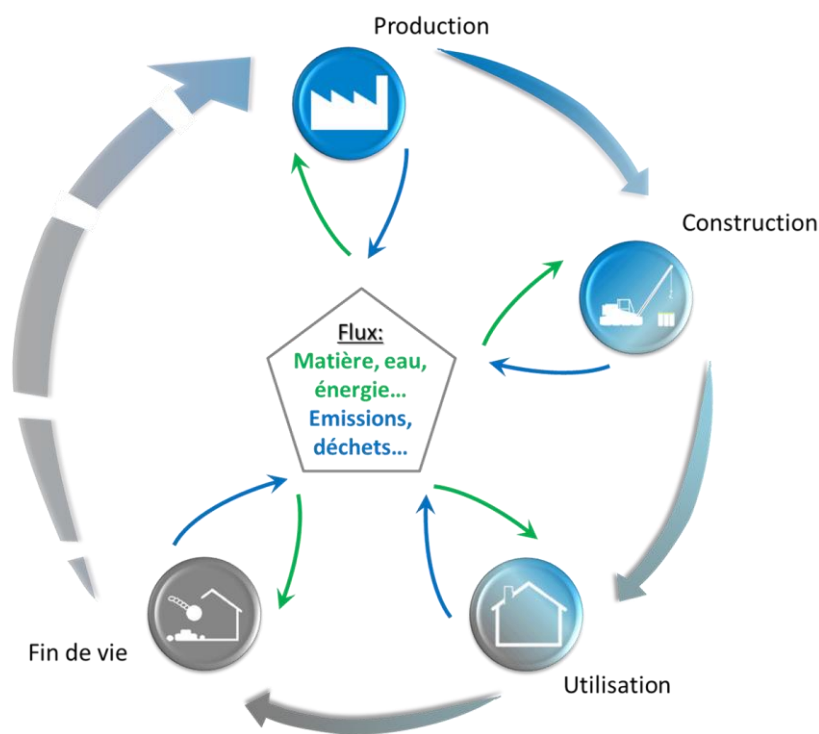 Production
Construction
Flux:
Matière, eau,
énergie…
Emissions,
déchets…
Fin de vie
Utilisation